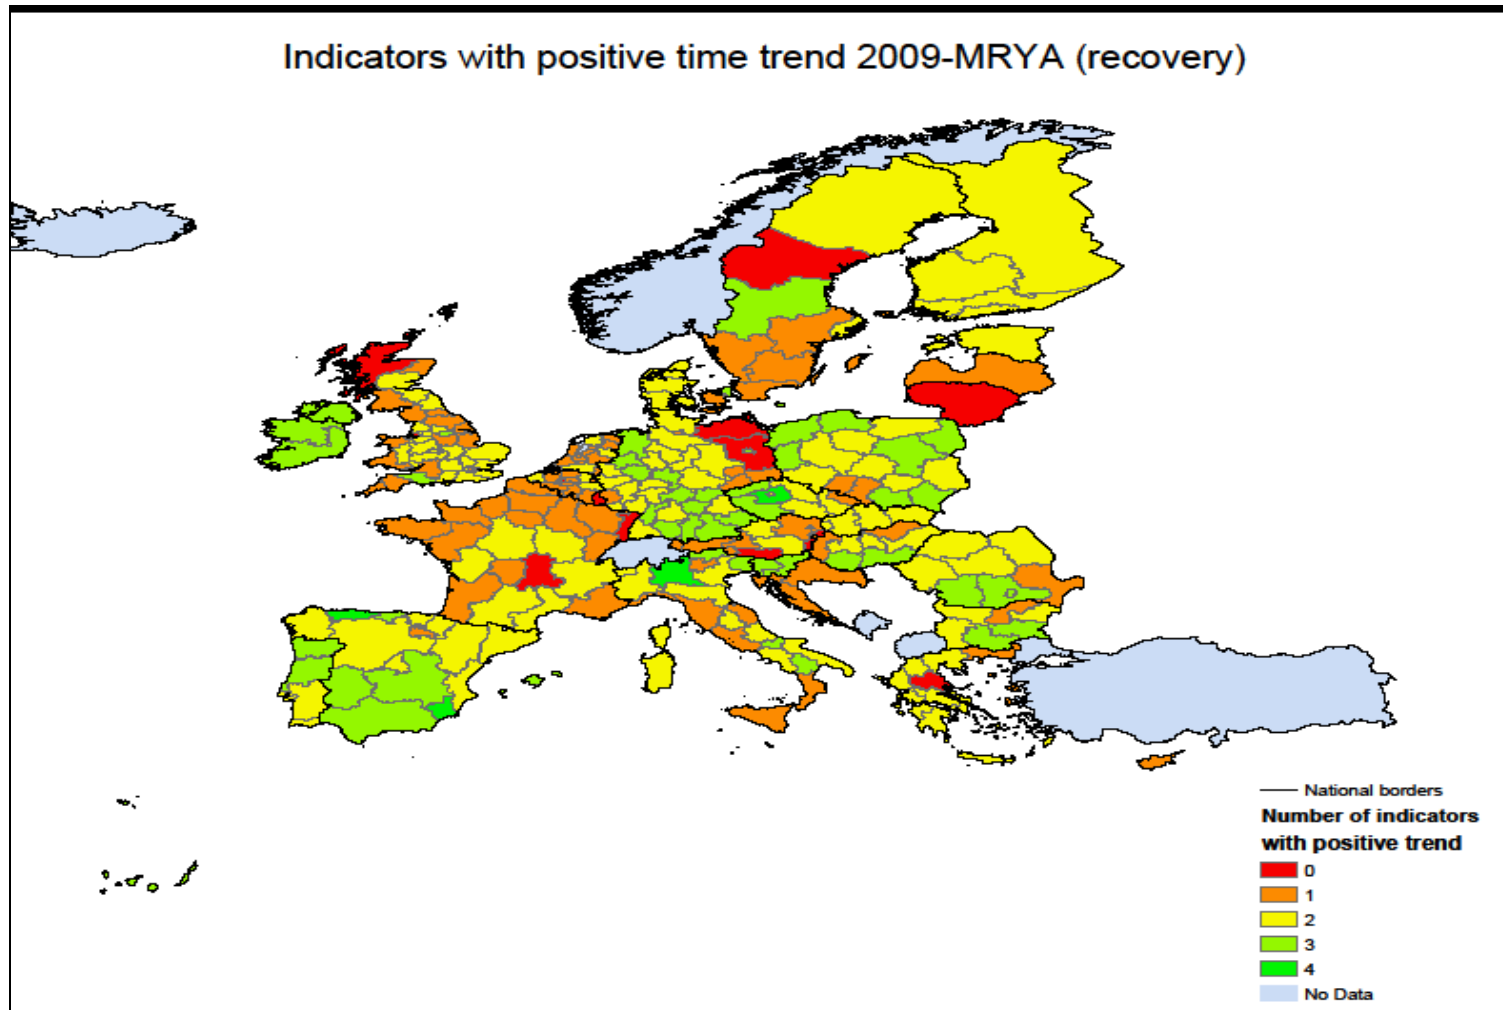 Indicators with positive time trend 2009-MRYA (recovery)
National borders
Number of indicators
with positive trend
0
1
2
3
4
No Data